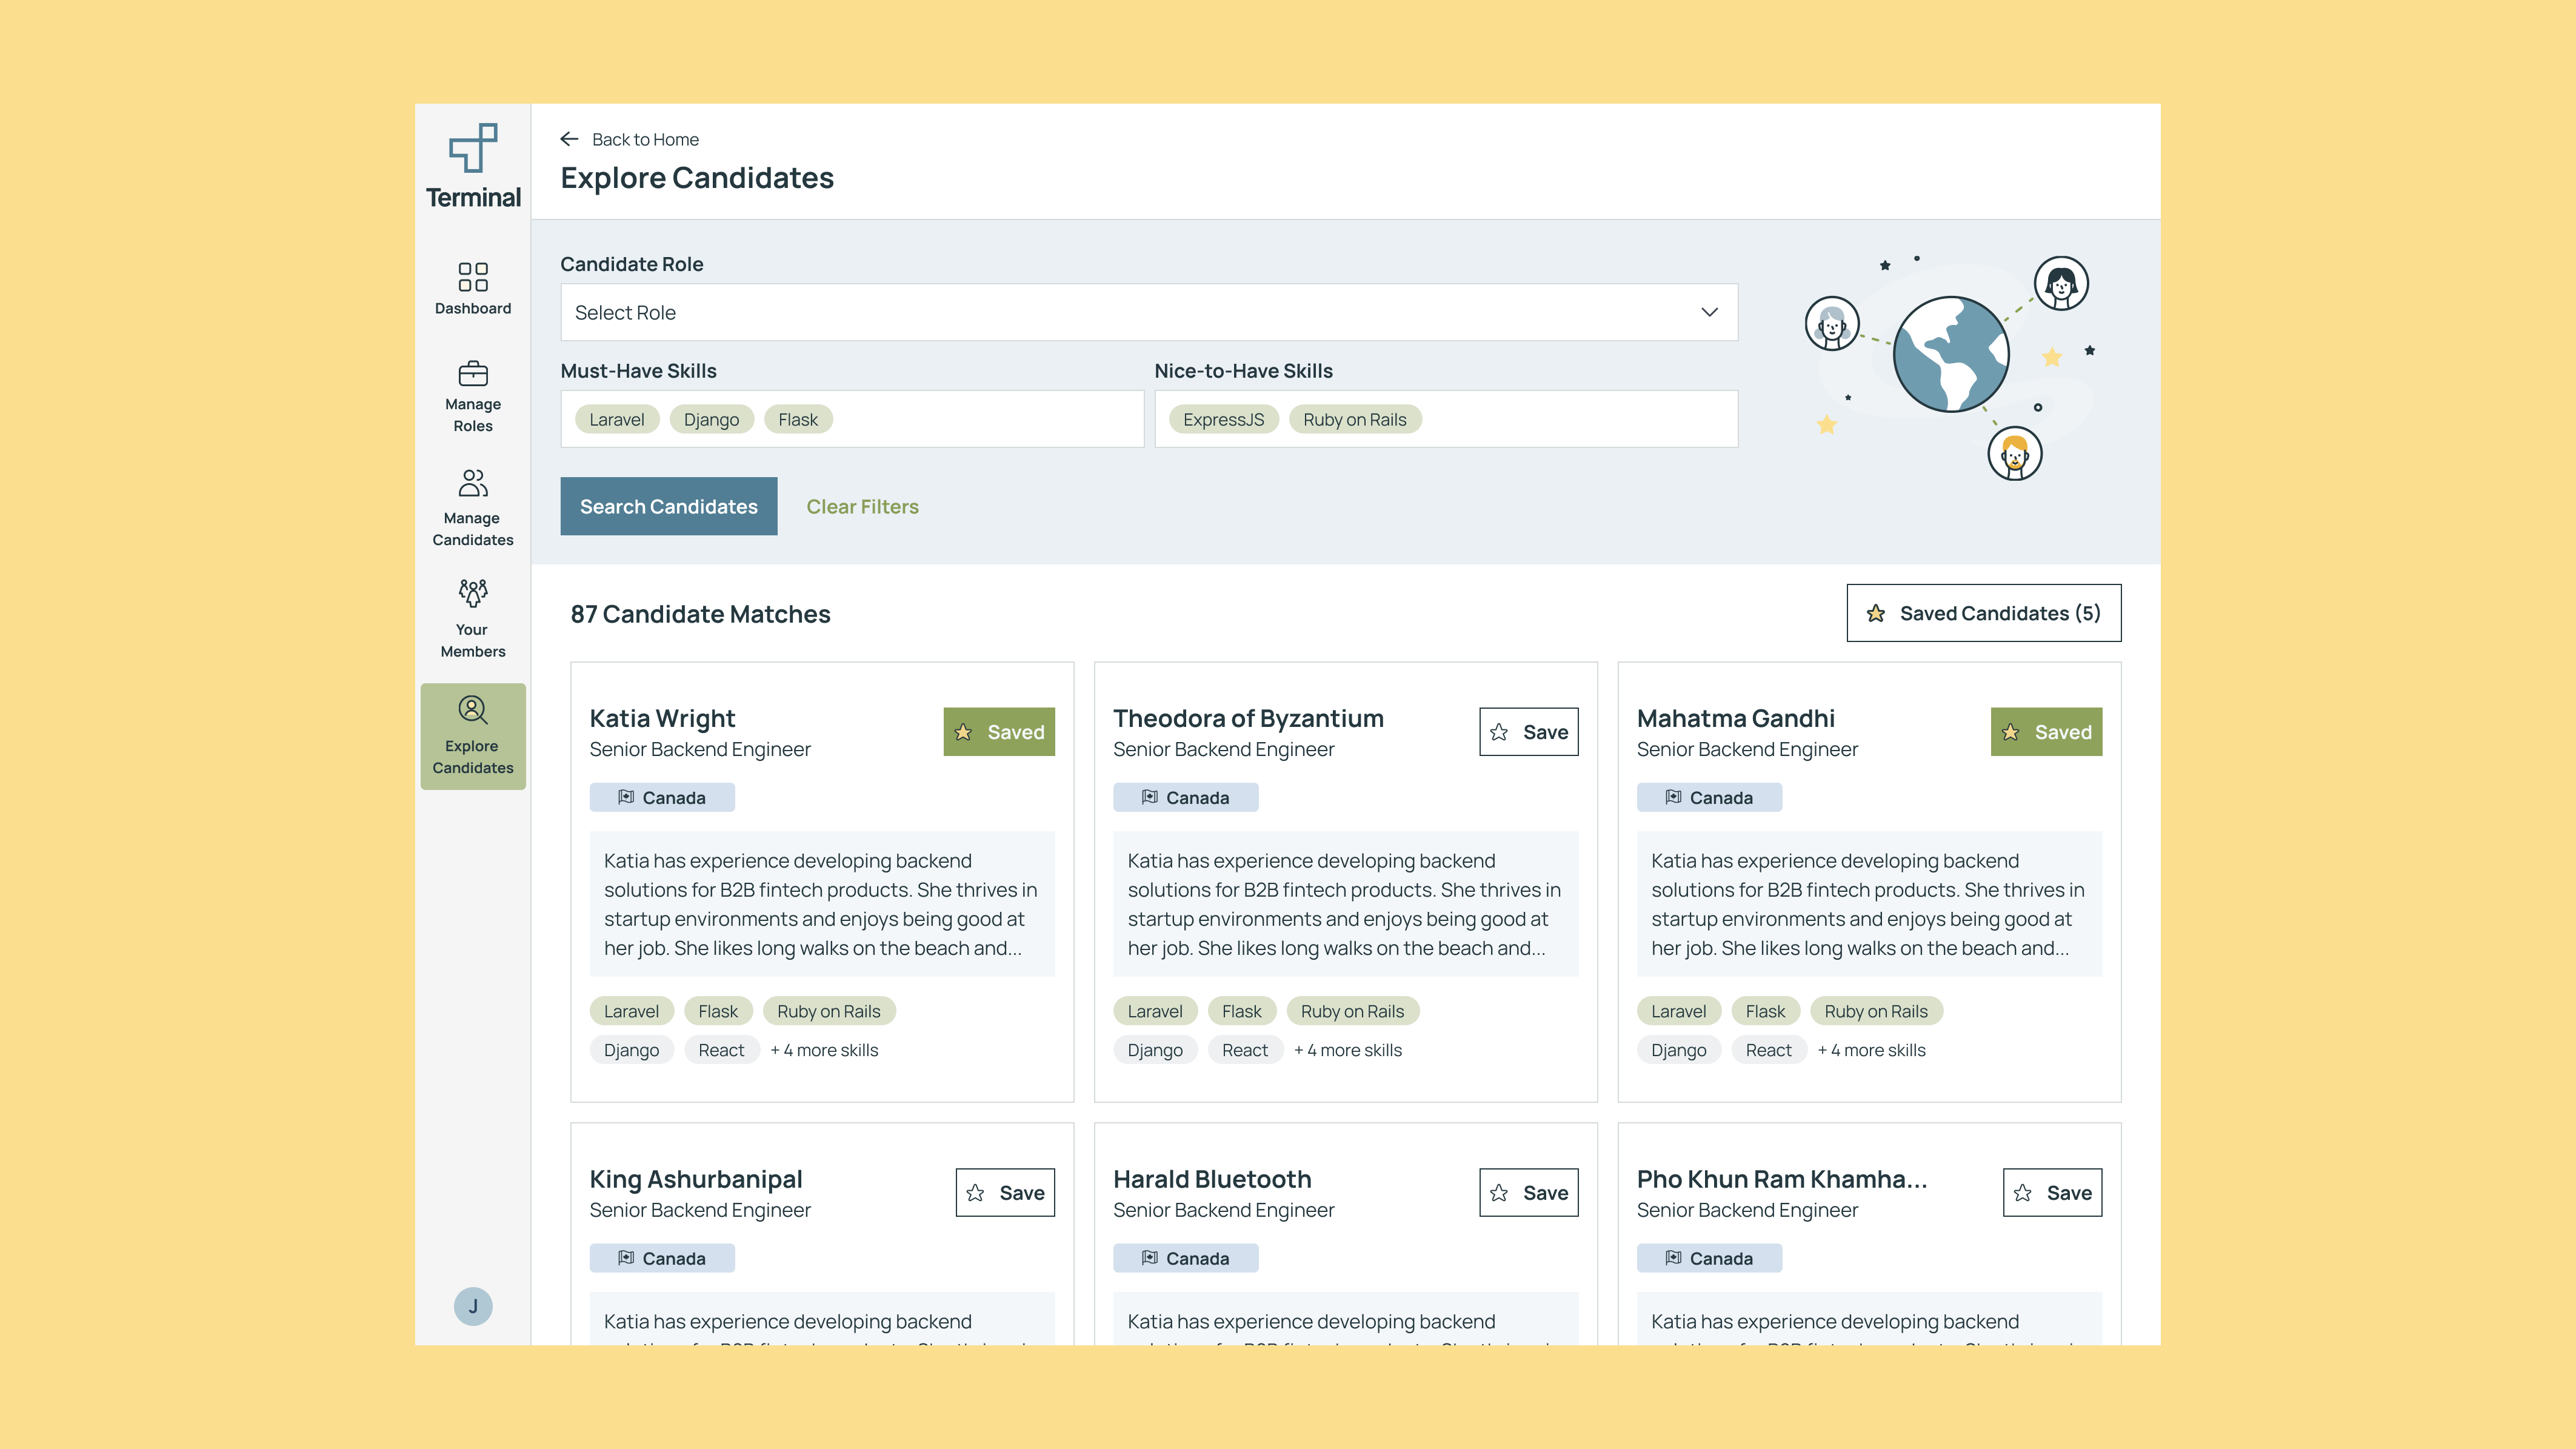 Terminal
Dashboard
Manage
Roles
Manage
Candidates
Your
Members
Explore
Candidates
J
Back to Home
Explore Candidates
Candidate Role
Select Role
Must-Have Skills
Nice-to-Have Skills
Laravel Django Flask
ExpressJS Ruby on Rails
Search Candidates
Clear Filters
87 Candidate Matches
Saved Candidates (5)
Katia Wright
Senior Backend Engineer
Saved
Canada
Katia has experience developing backend
solutions for B2B fintech products. She thrives in
startup environments and enjoys being good at
her job. She likes long walks on the beach and...
Laravel Flask Ruby on Rails
Django React + 4 more skills
Theodora of Byzantium
Senior Backend Engineer
Save
Canada
Katia has experience developing backend
solutions for B2B fintech products. She thrives in
startup environments and enjoys being good at
her job. She likes long walks on the beach and...
Laravel Flask Ruby on Rails
Django React + 4 more skills
Mahatma Gandhi
Senior Backend Engineer
Saved
Canada
Katia has experience developing backend
solutions for B2B fintech products. She thrives in
startup environments and enjoys being good at
her job. She likes long walks on the beach and...
Laravel Flask Ruby on Rails
Django React + 4 more skills
King Ashurbanipal
Senior Backend Engineer
Save
Canada
Katia has experience developing backend
Harald Bluetooth
Senior Backend Engineer
Save
Canada
Katia has experience developing backend
Pho Khun Ram Khamha...
Senior Backend Engineer
Save
Canada
Katia has experience developing backend